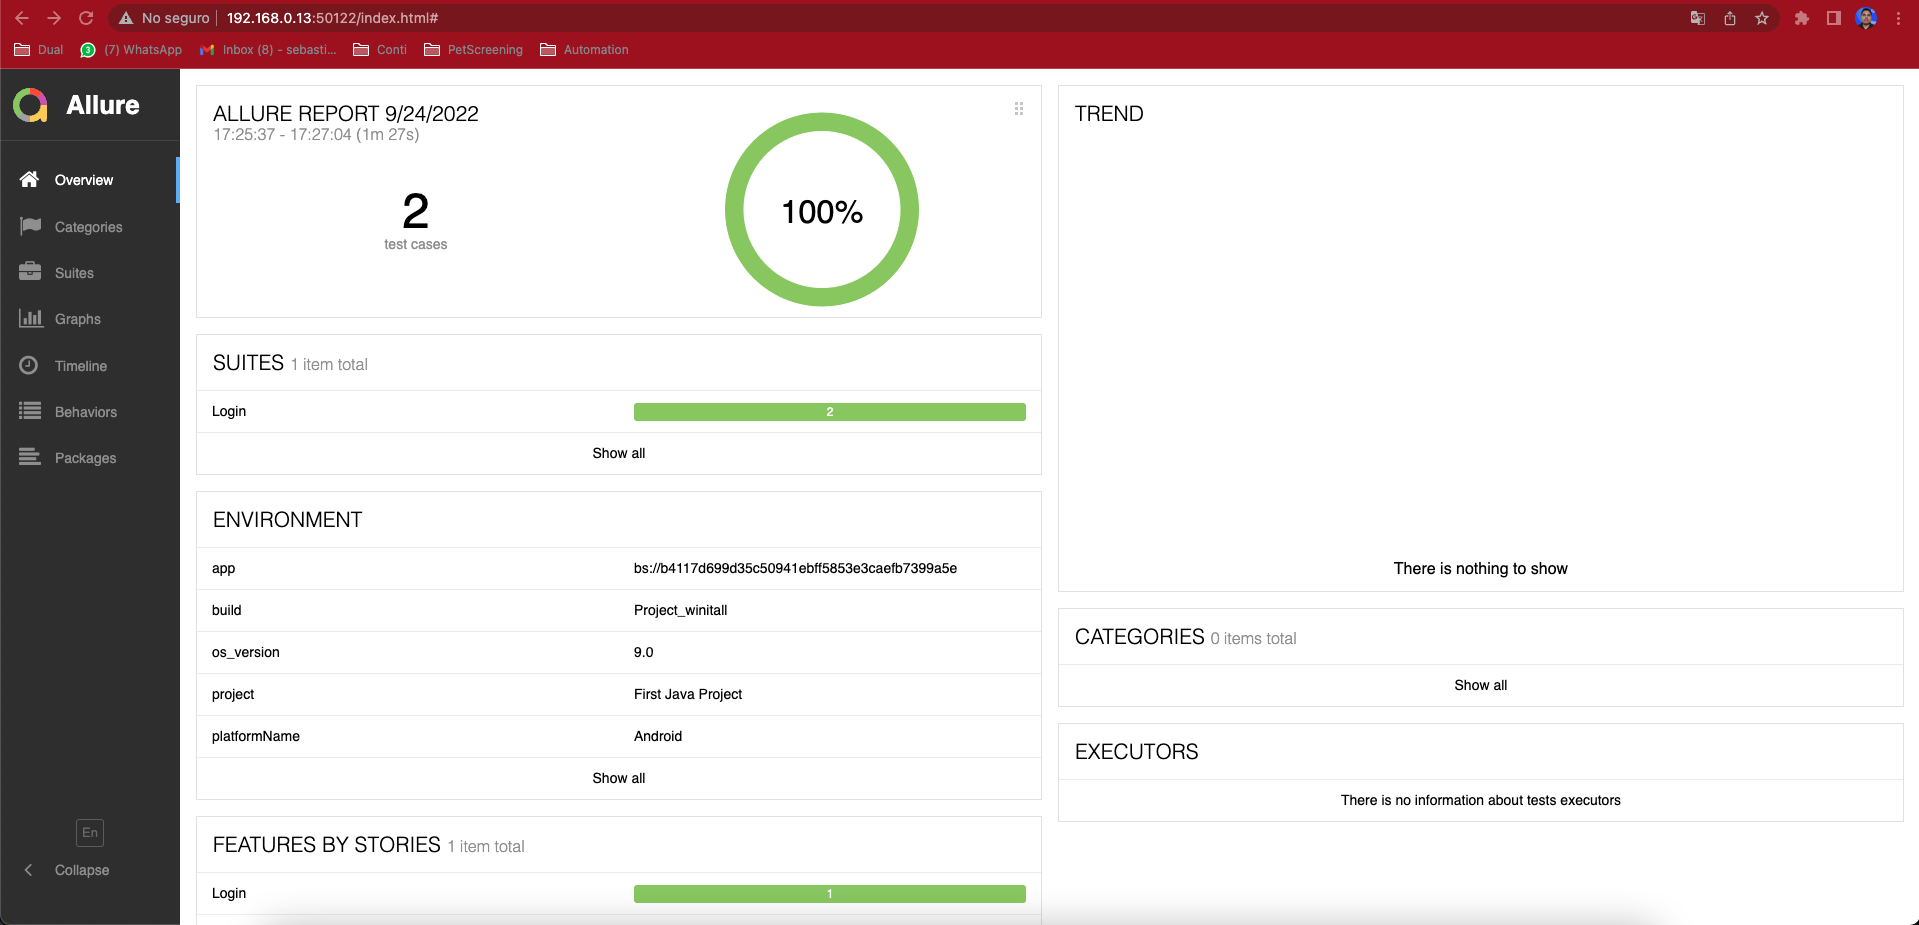 No seguro
192.168.0.13:50122/index.html#
Dual
3
(7) WhatsApp
Inbox (8) - sebasti...
Conti
PetScreening
Automation
Allure
Overview
Categories
Suites
Graphs
Timeline
Behaviors
Packages
En
Collapse
ALLURE REPORT 9/24/2022
17:25:37 - 17:27:04 (1m 27s)
2
test cases
100%
SUITES 1 item total
Login
2
Show all
ENVIRONMENT
app bs://b4117d699d35c50941ebff5853e3caefb7399a5e
build Project_winitall
os_version 9.0
project First Java Project
platformName Android
Show all
FEATURES BY STORIES 1 item total
Login
1
TREND
There is nothing to show
CATEGORIES 0 items total
Show all
EXECUTORS
There is no information about tests executors